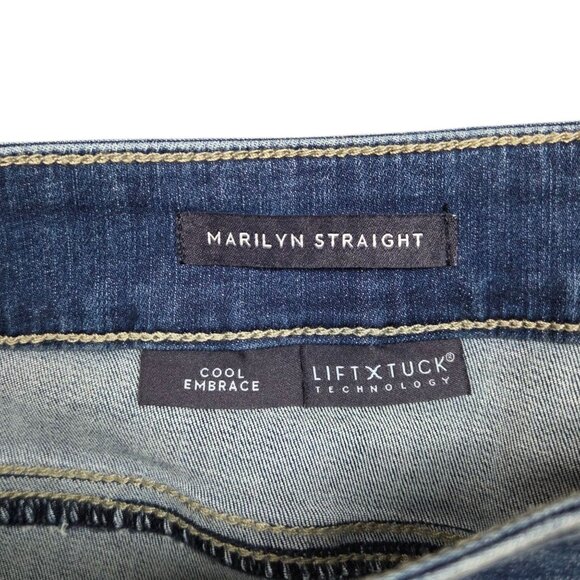 MARILYN STRAIGHT
COOL
EMBRACE
LIFTXTUCK®
TECHNOLOGY